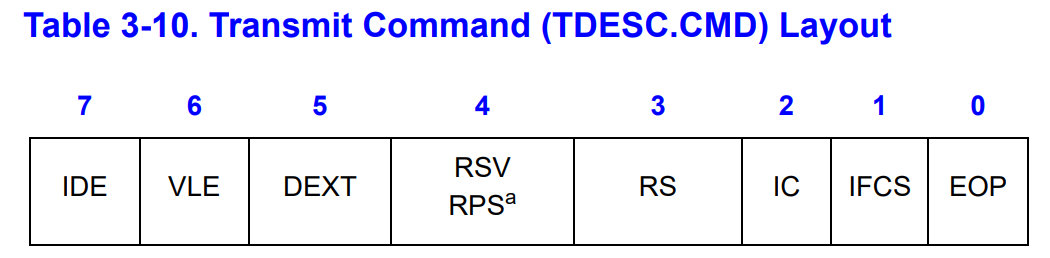 Table 3-10. Transmit Command (TDESC.CMD) Layout
7 6 5 4 3 2 1 0
IDE VLE DEXT RSV RS IC IFCS EOP
RPSᵃ